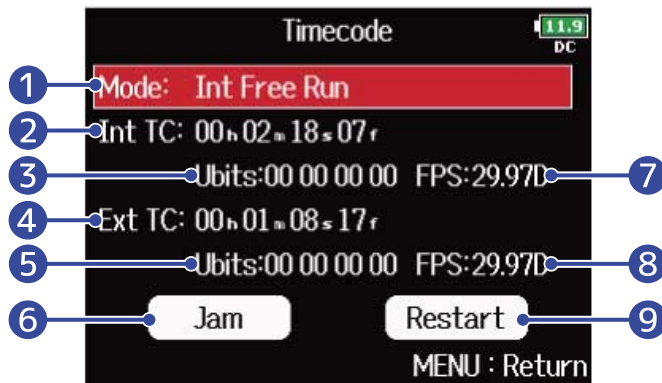 Timecode
11.9
DC
1 Mode: Int Free Run
2 Int TC: 00h02m18s07f
3 Ubits:00 00 00 00 FPS:29.97D 7
4 Ext TC: 00h01m08s17f
5 Ubits:00 00 00 00 FPS:29.97D 8
6 Jam Restart 9
MENU : Return